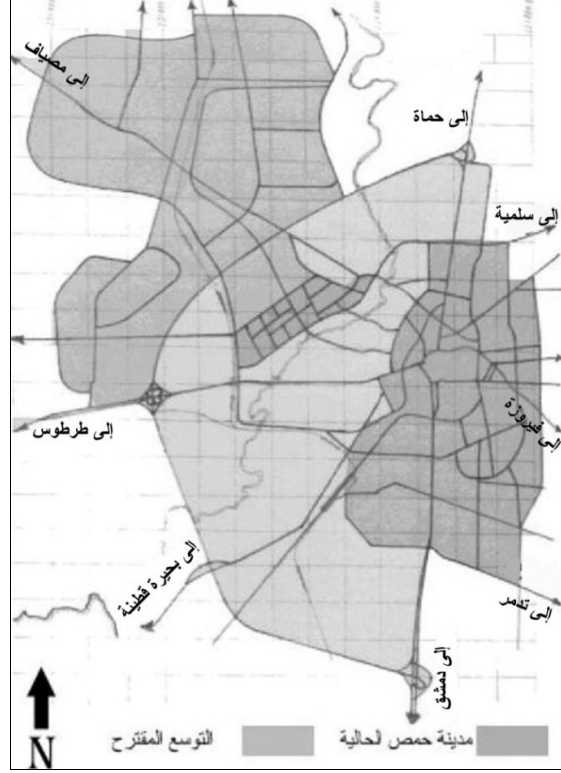 إلى مصياف
إلى حماة
إلى سلمية
إلى فيروزة
إلى طرطوس
إلى بحيرة قطينة
إلى تدمر
إلى دمشق
مدينة حمص الحالية
التوسع المقترح
N